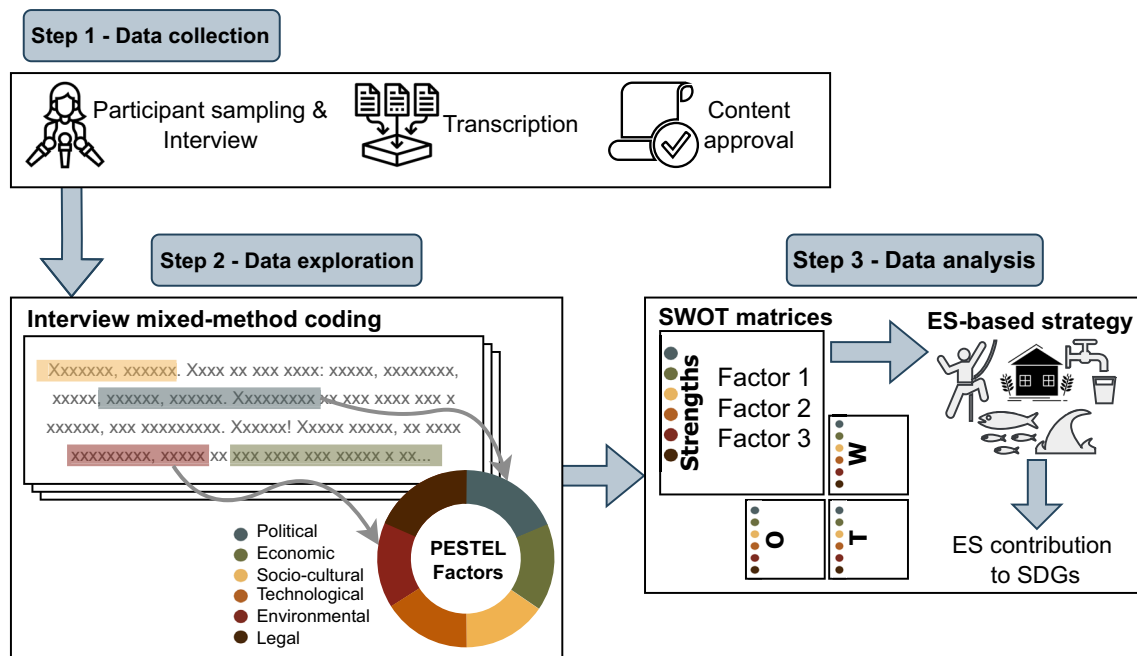 Step 1 - Data collection
Participant sampling &
Interview
Transcription
Content
approval
Step 2 - Data exploration
Interview mixed-method coding
Xxxxxxx, xxxxxx. Xxxx xx xxx xxxx: xxxxx, xxxxxxxx,
xxxxx, xxxxxx, xxxxxx. Xxxxxxxxx xx xxx xxxx xxx x
xxxxxx, xxx xxxxxxxxx. Xxxxxx! Xxxxx xxxxx, xx xxxx
xxxxxxxxx, xxxxx xx xxx xxxx xxx xxxxx x xx...
Political
Economic
Socio-cultural
Technological
Environmental
Legal
PESTEL
Factors
Step 3 - Data analysis
SWOT matrices
Strengths
Factor 1
Factor 2
Factor 3
W
O
T
ES-based strategy
ES contribution
to SDGs